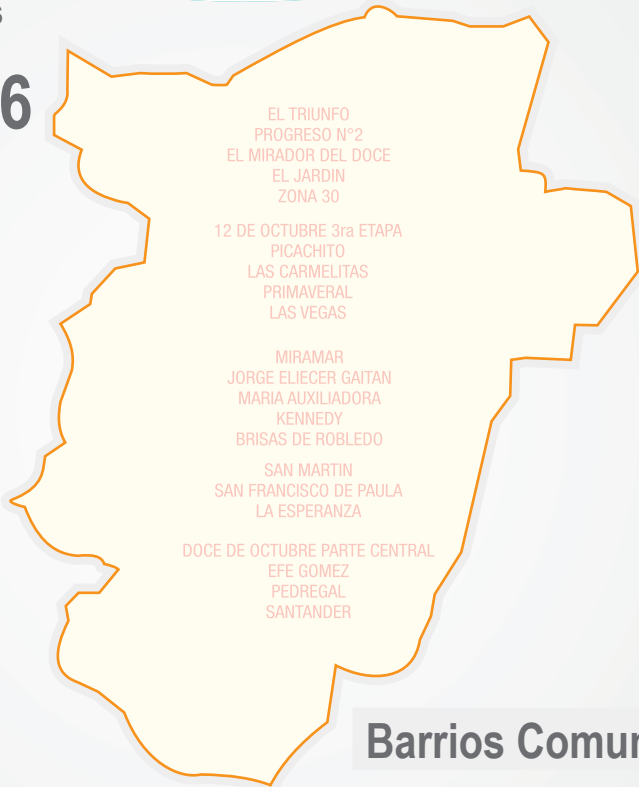 s
6
EL TRIUNFO
PROGRESO N°2
EL MIRADOR DEL DOCE
EL JARDIN
ZONA 30
12 DE OCTUBRE 3ra ETAPA
PICACHITO
LAS CARMELITAS
PRIMAVERAL
LAS VEGAS
MIRAMAR
JORGE ELIECER GAITAN
MARIA AUXILIADORA
KENNEDY
BRISAS DE ROBLEDO
SAN MARTIN
SAN FRANCISCO DE PAULA
LA ESPERANZA
DOCE DE OCTUBRE PARTE CENTRAL
EFE GOMEZ
PEDREGAL
SANTANDER
Barrios Comun